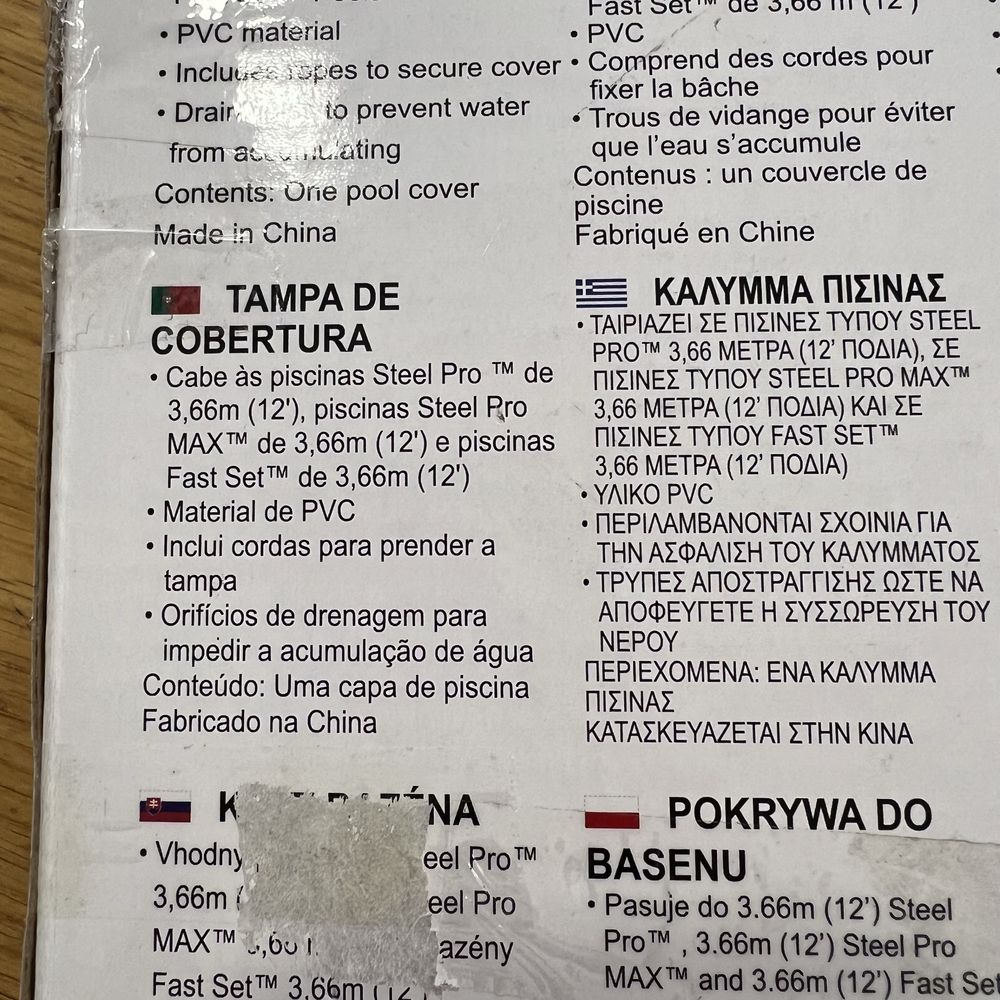 • PVC material
• Includes ropes to secure cover
• Drain to prevent water
from accumulating
Contents: One pool cover
Made in China
Fast Set™ de 3,66 m (12')
• PVC
• Comprend des cordes pour
fixer la bâche
• Trous de vidange pour éviter
que l'eau s'accumule
Contenus : un couvercle de
piscine
Fabriqué en Chine
TAMPA DE
COBERTURA
• Cabe às piscinas Steel Pro ™ de
3,66m (12'), piscinas Steel Pro
MAX™ de 3,66m (12') e piscinas
Fast Set™ de 3,66m (12')
• Material de PVC
• Inclui cordas para prender a
tampa
• Orifícios de drenagem para
impedir a acumulação de água
Conteúdo: Uma capa de piscina
Fabricado na China
ΚΑΛΥΜΜΑ ΠΙΣΙΝΑΣ
• ΤΑΙΡΙΑΖΕΙ ΣΕ ΠΙΣΙΝΕΣ ΤΥΠΟΥ STEEL
PRO™ 3,66 ΜΕΤΡΑ (12' ΠΟΔΙΑ), ΣΕ
ΠΙΣΙΝΕΣ ΤΥΠΟΥ STEEL PRO MAX™
3,66 ΜΕΤΡΑ (12' ΠΟΔΙΑ) ΚΑΙ ΣΕ
ΠΙΣΙΝΕΣ ΤΥΠΟΥ FAST SET™
3,66 ΜΕΤΡΑ (12' ΠΟΔΙΑ)
• ΥΛΙΚΟ PVC
• ΠΕΡΙΛΑΜΒΑΝΟΝΤΑΙ ΣΧΟΙΝΙΑ ΓΙΑ
ΤΗΝ ΑΣΦΑΛΙΣΗ ΤΟΥ ΚΑΛΥΜΜΑΤΟΣ
• ΤΡΥΠΕΣ ΑΠΟΣΤΡΑΓΓΙΣΗΣ ΩΣΤΕ ΝΑ
ΑΠΟΦΕΥΓΕΤΕ Η ΣΥΣΣΩΡΕΥΣΗ ΤΟΥ
ΝΕΡΟΥ
ΠΕΡΙΕΧΟΜΕΝΑ: ΕΝΑ ΚΑΛΥΜΜΑ
ΠΙΣΙΝΑΣ
ΚΑΤΑΣΚΕΥΑΖΕΤΑΙ ΣΤΗΝ ΚΙΝΑ
• Vhodný Steel Pro™
3,66m Steel Pro
MAX™ 3,66 bazény
Fast Set™ 3,66m (12')
POKRYWA DO
BASENU
• Pasuje do 3.66m (12') Steel
Pro™ , 3.66m (12') Steel Pro
MAX™ and 3.66m (12') Fast Set